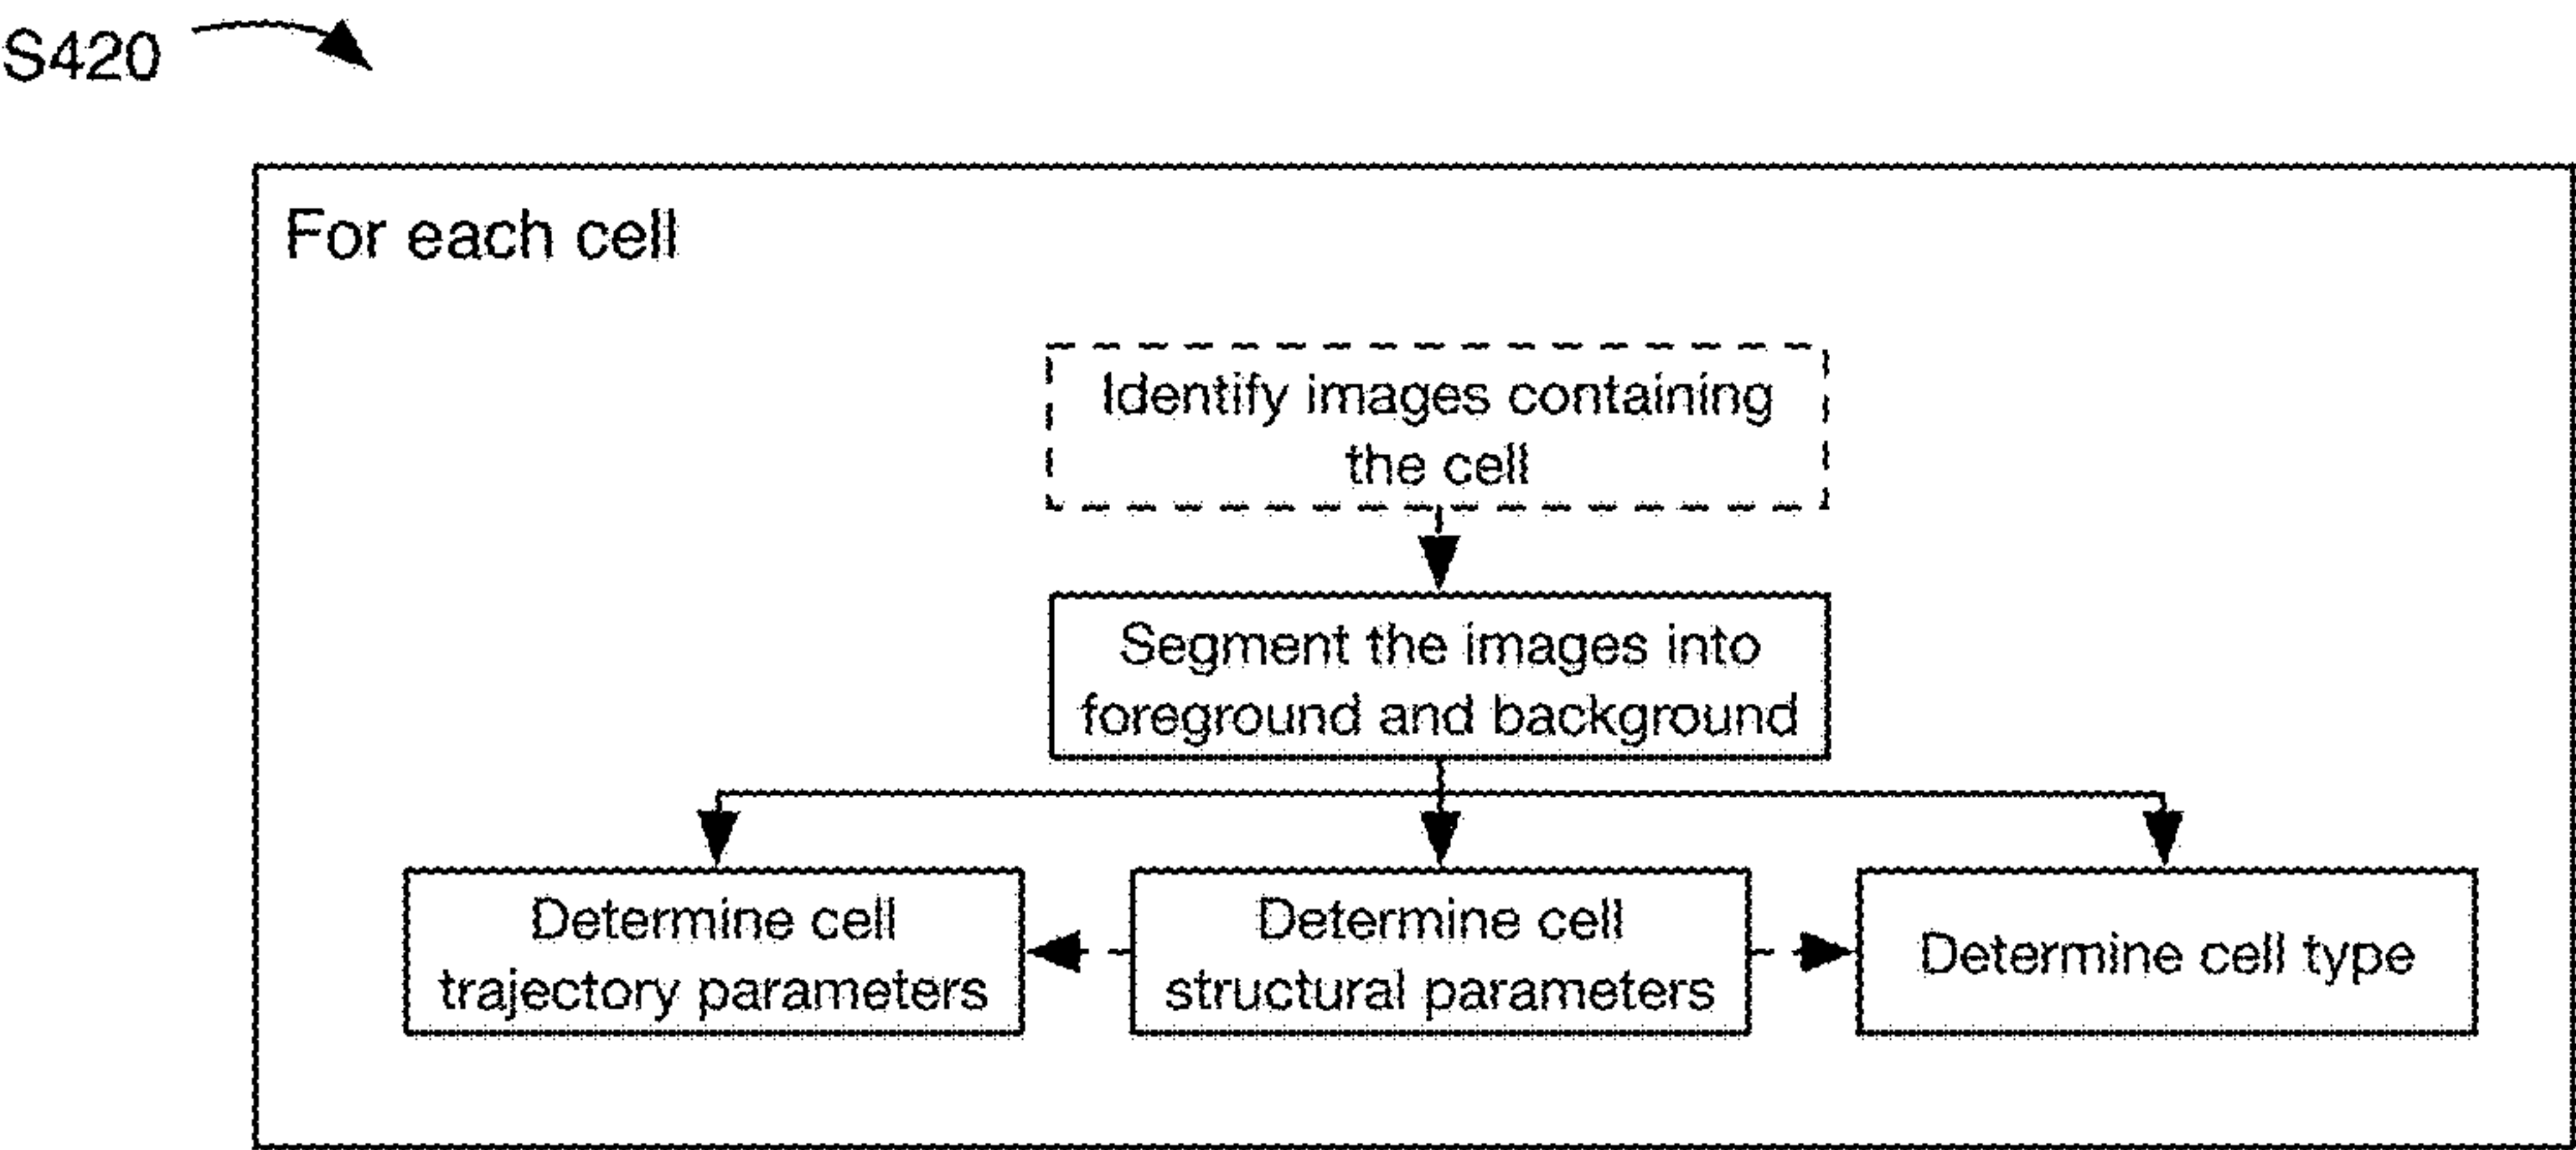 S420
For each cell
Identify images containing
the cell
Segment the images into
foreground and background
Determine cell
trajectory parameters
Determine cell
structural parameters
Determine cell type